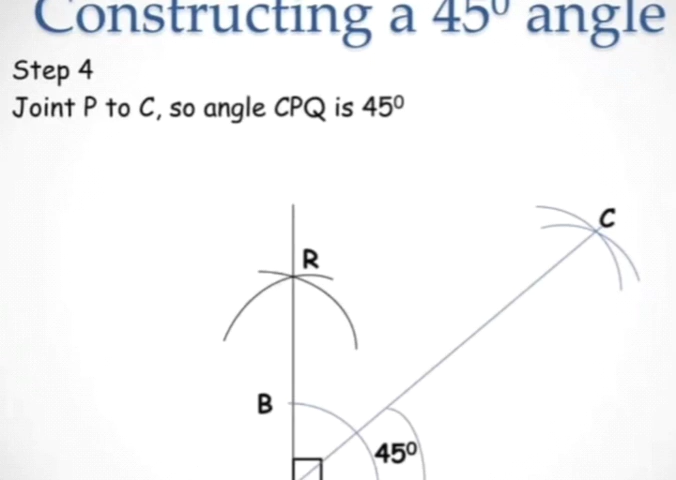 Constructing a 45⁰ angle
Step 4
Joint P to C, so angle CPQ is 45⁰
C
R
B
45⁰